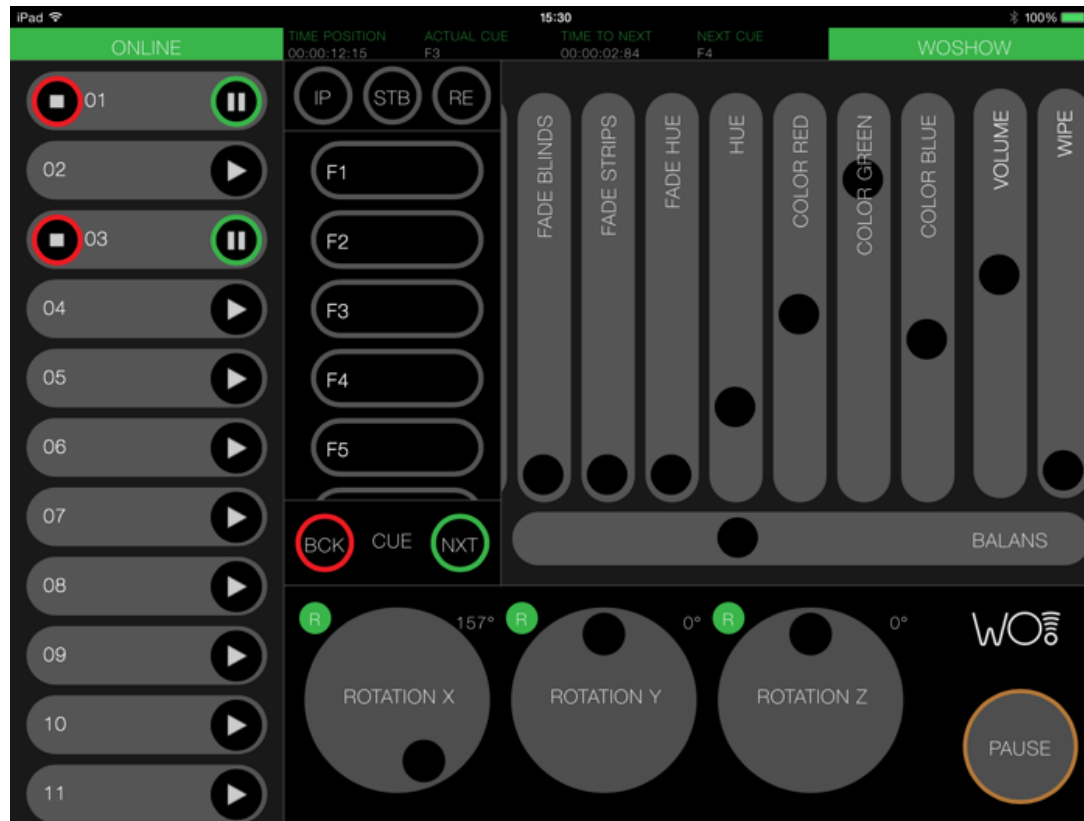 iPad 15:30 100%
ONLINE
TIME POSITION ACTUAL CUE TIME TO NEXT NEXT CUE
00:00:12:15 F3 00:00:02:84 F4
WOSHOW
01
02
03
04
05
06
07
08
09
10
11
IP STB RE
F1
F2
F3
F4
F5
BCK CUE NXT
FADE BLINDS
FADE STRIPS
FADE HUE
HUE
COLOR RED
COLOR GREEN
COLOR BLUE
VOLUME
WIPE
BALANS
R 157°
ROTATION X
R 0°
ROTATION Y
R 0°
ROTATION Z
WO
PAUSE